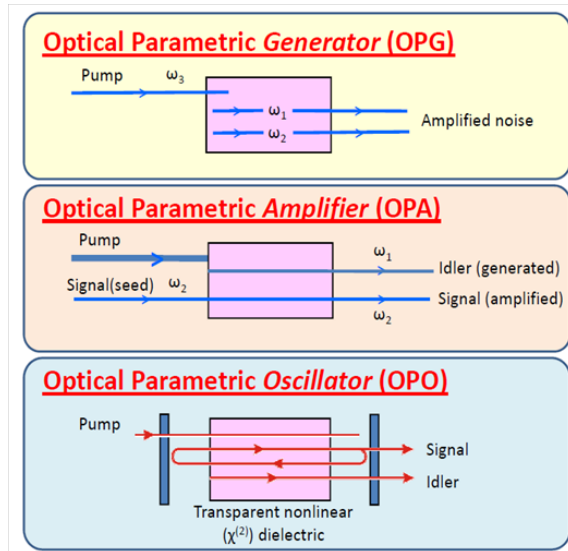 Optical Parametric Generator (OPG)
Pump ω₃
ω₁
ω₂
Amplified noise
Optical Parametric Amplifier (OPA)
Pump
ω₁
Idler (generated)
Signal(seed) ω₂
Signal (amplified)
ω₂
Optical Parametric Oscillator (OPO)
Pump
Signal
Idler
Transparent nonlinear
(χ⁽²⁾) dielectric